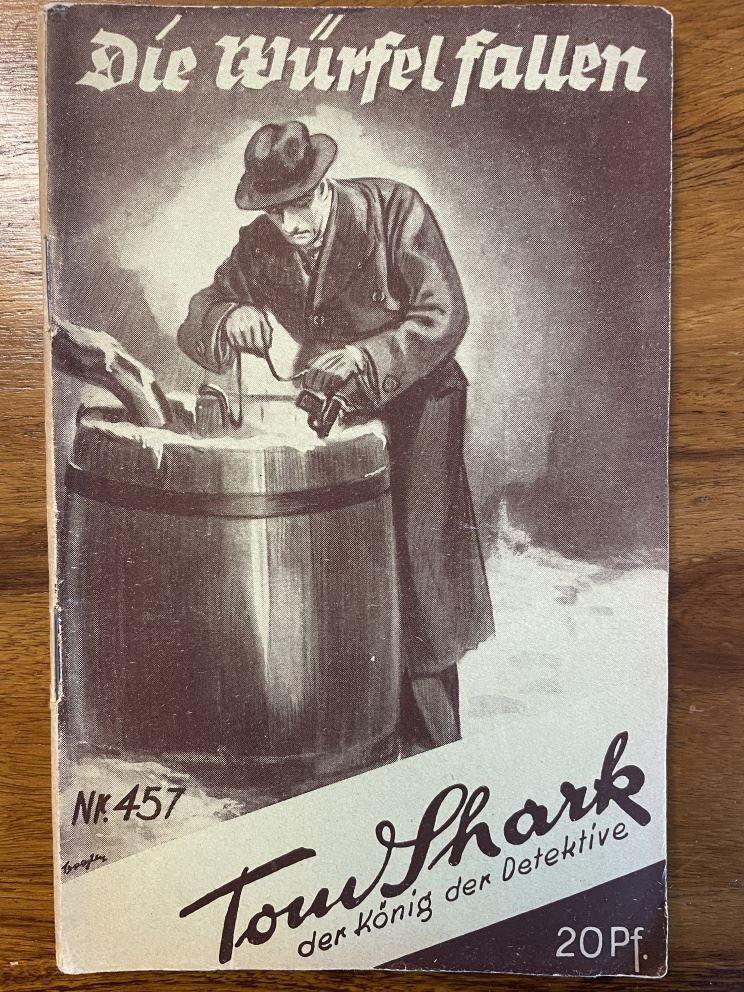 Die Würfel fallen
Nr. 457
Tom Shark
der König der Detektive
20 Pf.